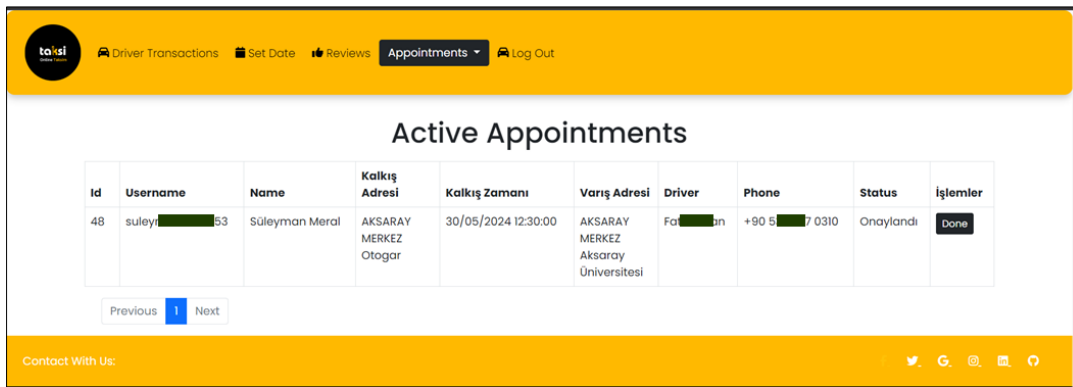 taksi
Online Taksim
Driver Transactions Set Date Reviews Appointments Log Out
Active Appointments
Id Username Name Kalkış Adresi Kalkış Zamanı Varış Adresi Driver Phone Status İşlemler
48 suleyr 53 Süleyman Meral AKSARAY MERKEZ Otogar 30/05/2024 12:30:00 AKSARAY MERKEZ Aksaray Üniversitesi Fat an +90 5 7 0310 Onaylandı Done
Previous 1 Next
Contact With Us: